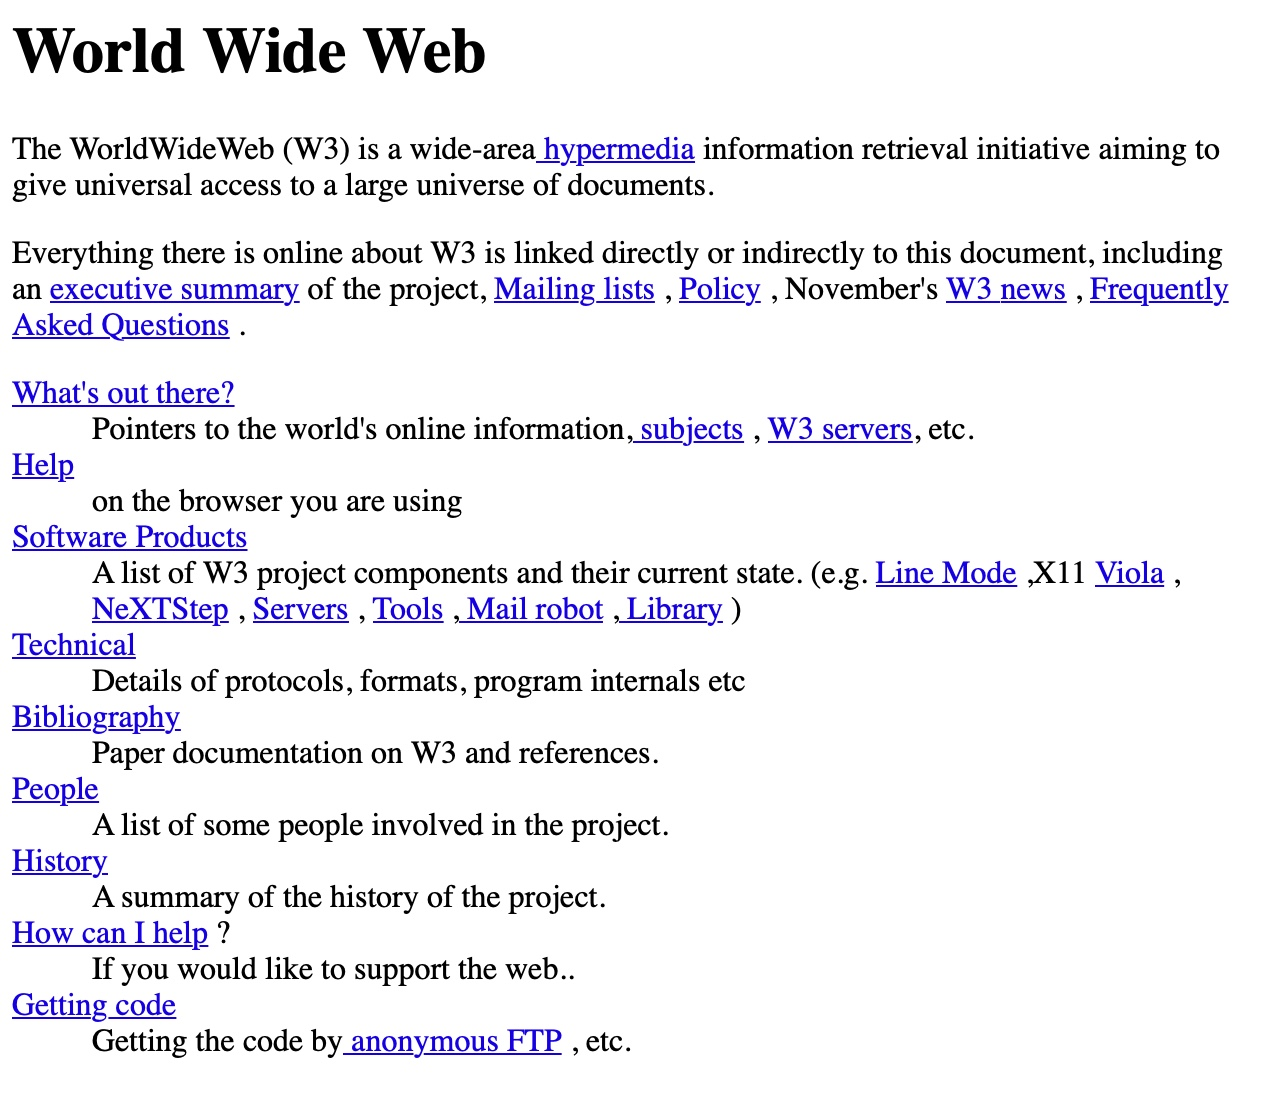 World Wide Web
The WorldWideWeb (W3) is a wide-area hypermedia information retrieval initiative aiming to
give universal access to a large universe of documents.
Everything there is online about W3 is linked directly or indirectly to this document, including
an executive summary of the project, Mailing lists , Policy , November's W3 news , Frequently
Asked Questions .
What's out there?
Pointers to the world's online information, subjects , W3 servers, etc.
Help
on the browser you are using
Software Products
A list of W3 project components and their current state. (e.g. Line Mode ,X11 Viola ,
NeXTStep , Servers , Tools , Mail robot , Library )
Technical
Details of protocols, formats, program internals etc
Bibliography
Paper documentation on W3 and references.
People
A list of some people involved in the project.
History
A summary of the history of the project.
How can I help ?
If you would like to support the web..
Getting code
Getting the code by anonymous FTP , etc.